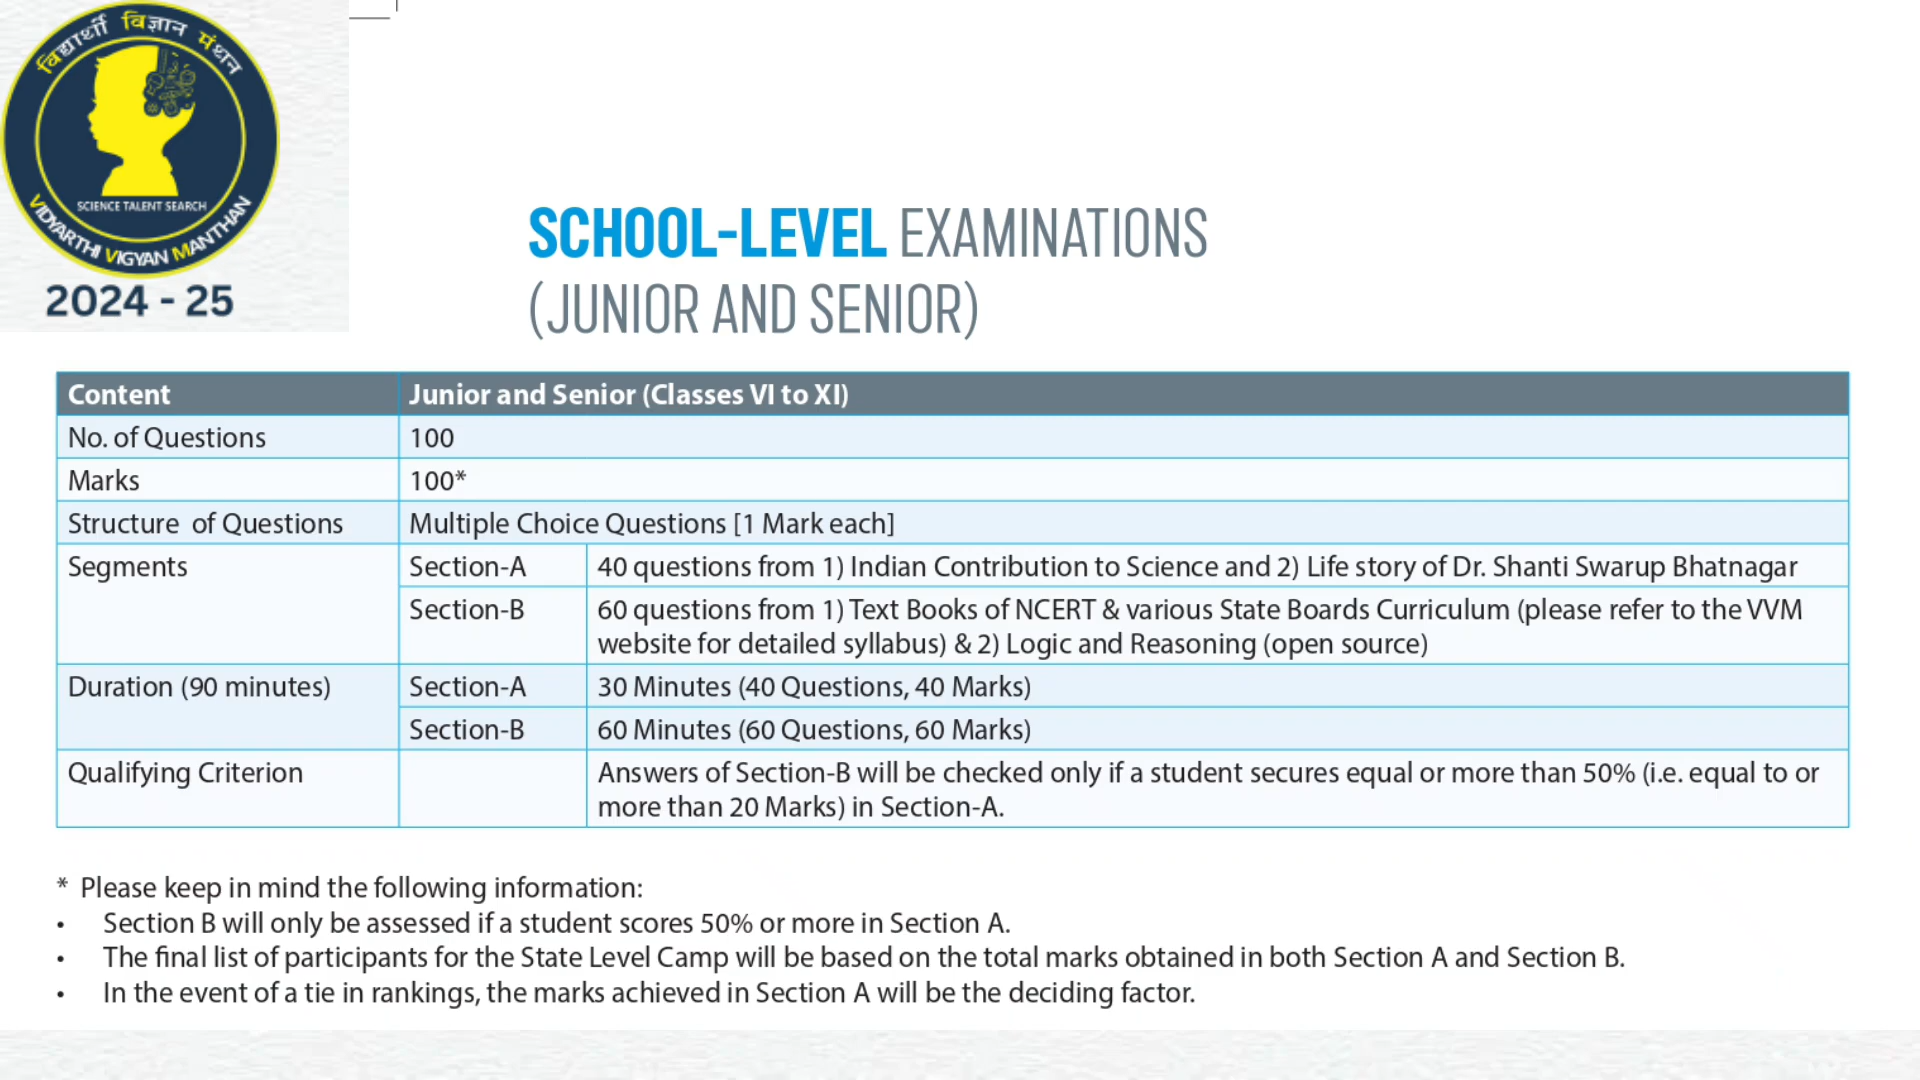 विद्यार्थी विज्ञान मंथन
SCIENCE TALENT SEARCH
VIDYARTHI VIGYAN MANTHAN
2024 - 25
SCHOOL-LEVEL EXAMINATIONS
(JUNIOR AND SENIOR)
Content Junior and Senior (Classes VI to XI)
No. of Questions 100
Marks 100*
Structure of Questions Multiple Choice Questions [1 Mark each]
Segments Section-A 40 questions from 1) Indian Contribution to Science and 2) Life story of Dr. Shanti Swarup Bhatnagar
Section-B 60 questions from 1) Text Books of NCERT & various State Boards Curriculum (please refer to the VVM
website for detailed syllabus) & 2) Logic and Reasoning (open source)
Duration (90 minutes) Section-A 30 Minutes (40 Questions, 40 Marks)
Section-B 60 Minutes (60 Questions, 60 Marks)
Qualifying Criterion Answers of Section-B will be checked only if a student secures equal or more than 50% (i.e. equal to or
more than 20 Marks) in Section-A.
* Please keep in mind the following information:
• Section B will only be assessed if a student scores 50% or more in Section A.
• The final list of participants for the State Level Camp will be based on the total marks obtained in both Section A and Section B.
• In the event of a tie in rankings, the marks achieved in Section A will be the deciding factor.